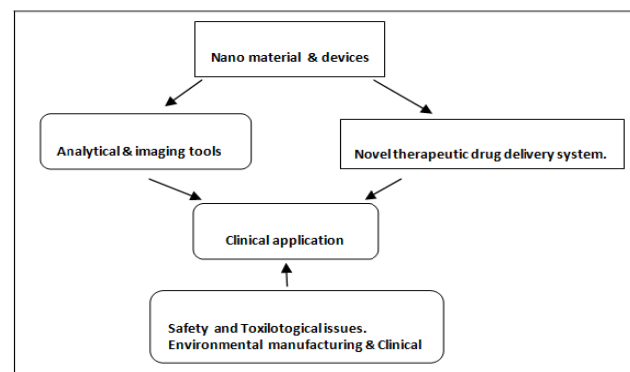 Nano material & devices
Analytical & imaging tools
Novel therapeutic drug delivery system.
Clinical application
Safety and Toxilotogical issues.
Environmental manufacturing & Clinical